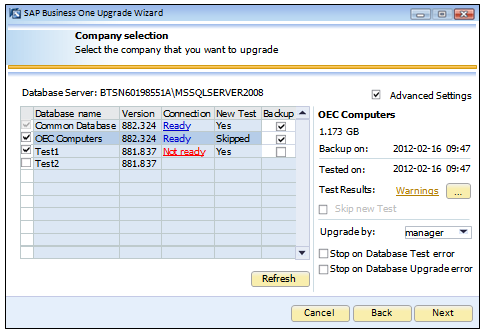 SAP Business One Upgrade Wizard
Company selection
Select the company that you want to upgrade
Database Server: BTSN60198551A\MSSQLSERVER2008
Advanced Settings
Database name Version Connection New Test Backup
Common Database 882.324 Ready Yes
OEC Computers 882.324 Ready Skipped
Test1 881.837 Not ready Yes
Test2 881.837
Refresh
OEC Computers
1.173 GB
Backup on: 2012-02-16 09:47
Tested on: 2012-02-16 09:47
Test Results: Warnings ...
Skip new Test
Upgrade by: manager
Stop on Database Test error
Stop on Database Upgrade error
Cancel Back Next